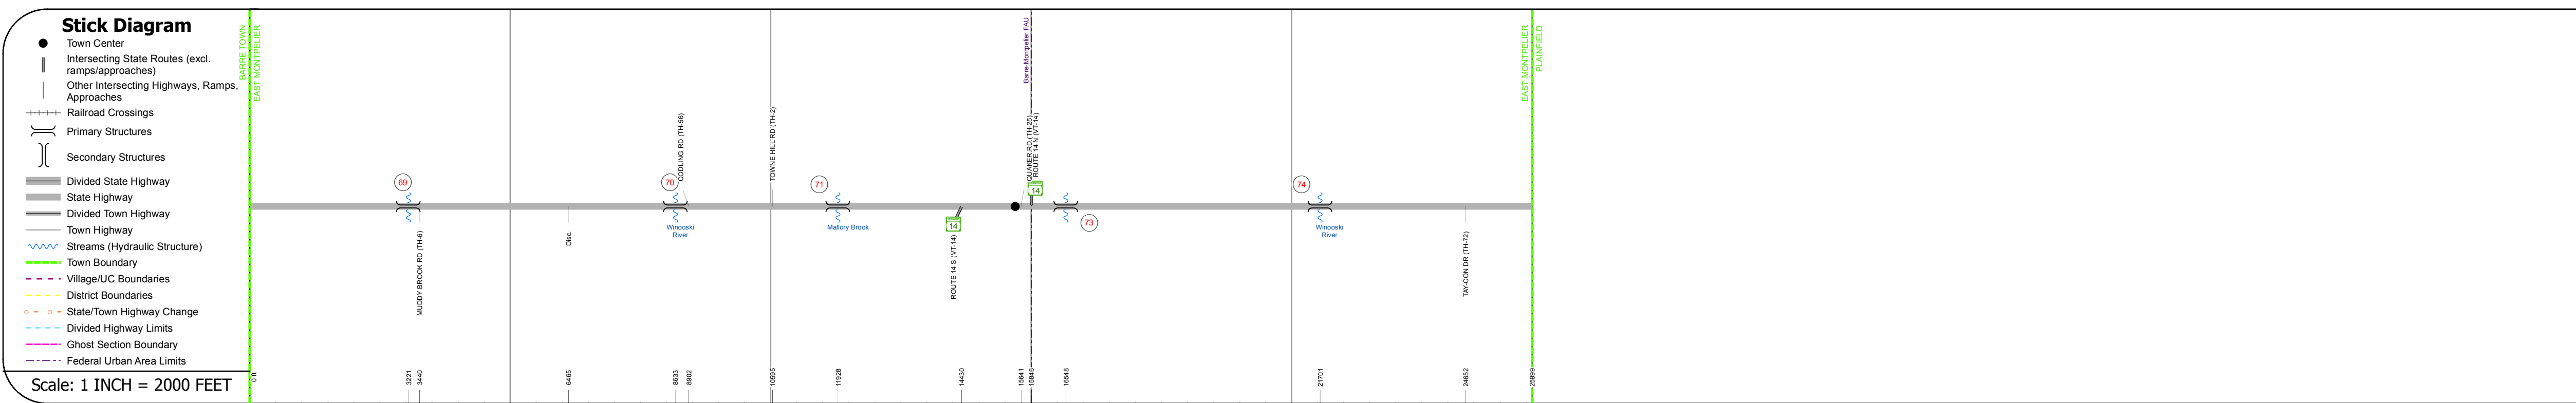 Stick Diagram
Town Center
Intersecting State Routes (excl.
ramps/approaches)
Other Intersecting Highways, Ramps,
Approaches
Railroad Crossings
Primary Structures
Secondary Structures
Divided State Highway
State Highway
Divided Town Highway
Town Highway
Streams (Hydraulic Structure)
Town Boundary
Village/UC Boundaries
District Boundaries
State/Town Highway Change
Divided Highway Limits
Ghost Section Boundary
Federal Urban Area Limits
Scale: 1 INCH = 2000 FEET
BARRE TOWN
EAST MONTPELIER
69
MUDDY BROOK RD (TH-6)
Disc.
70
CODLING RD (TH-56)
Winooski
River
TOWNE HILL RD (TH-2)
71
Mallory Brook
14
ROUTE 14 S (VT-14)
Barre-Montpelier FAU
QUAKER RD (TH-25)
ROUTE 14 N (VT-14)
14
73
74
Winooski
River
TAY-CON DR (TH-72)
EAST MONTPELIER
PLAINFIELD
0 ft
3221
3440
6465
8633
8902
10695
11928
14430
15641
15846
16548
21701
24652
25999